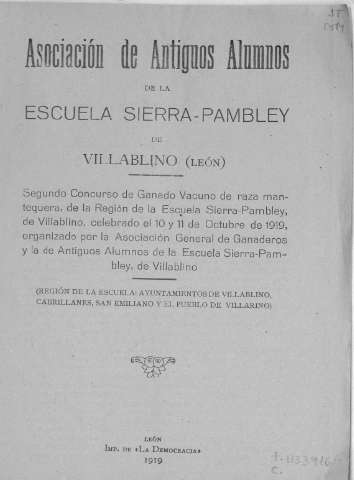 Asociación de Antiguos Alumnos
DE LA
ESCUELA SIERRA-PAMBLEY
DE
VILLABLINO (LEÓN)
Segundo Concurso de Ganado Vacuno de raza man-
tequera, de la Región de la Escuela Sierra-Pambley,
de Villablino, celebrado el 10 y 11 de Octubre de 1919,
organizado por la Asociación General de Ganaderos
y la de Antiguos Alumnos de la Escuela Sierra-Pam-
bley, de Villablino
(REGIÓN DE LA ESCUELA: AYUNTAMIENTOS DE VILLABLINO,
CABRILLANES, SAN EMILIANO Y EL PUEBLO DE VILLASINO)
LEÓN
IMP. DE «LA DEMOCRACIA»
1919
C.